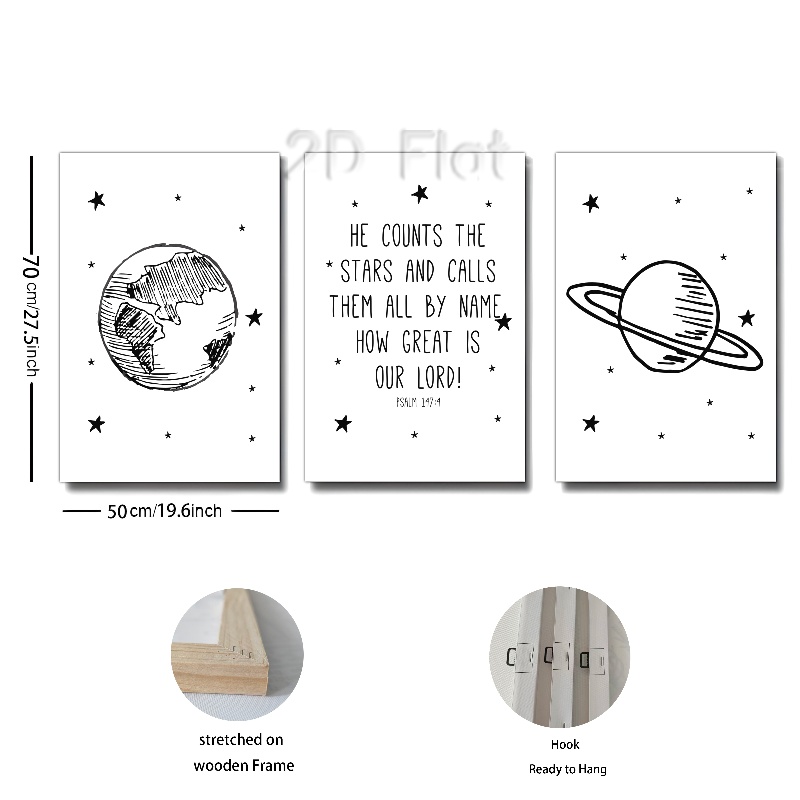 2D Flat
HE COUNTS THE
STARS AND CALLS
THEM ALL BY NAME
HOW GREAT IS
OUR LORD!
PSALM 147:4
70 cm/27.5inch
50cm/19.6inch
stretched on
wooden Frame
Hook
Ready to Hang